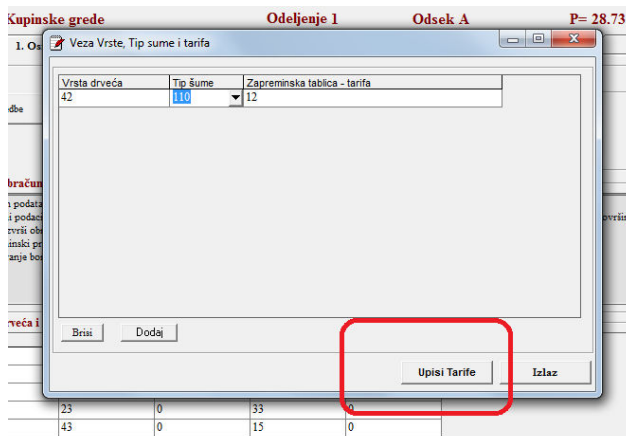 Kupinske grede Odeljenje 1 Odsek A P= 28.73
1. Os
Veza Vrste, Tip sume i tarifa
Vrsta drveća Tip šume Zapreminska tablica - tarifa
42 110 12
dbe
bračun
podata
i podac
ovrši
zvrši ob
inski pr
vanje bo
Brisi Dodaj
rveća i
Upisi Tarife Izlaz
23 0 33 0
43 0 15 0